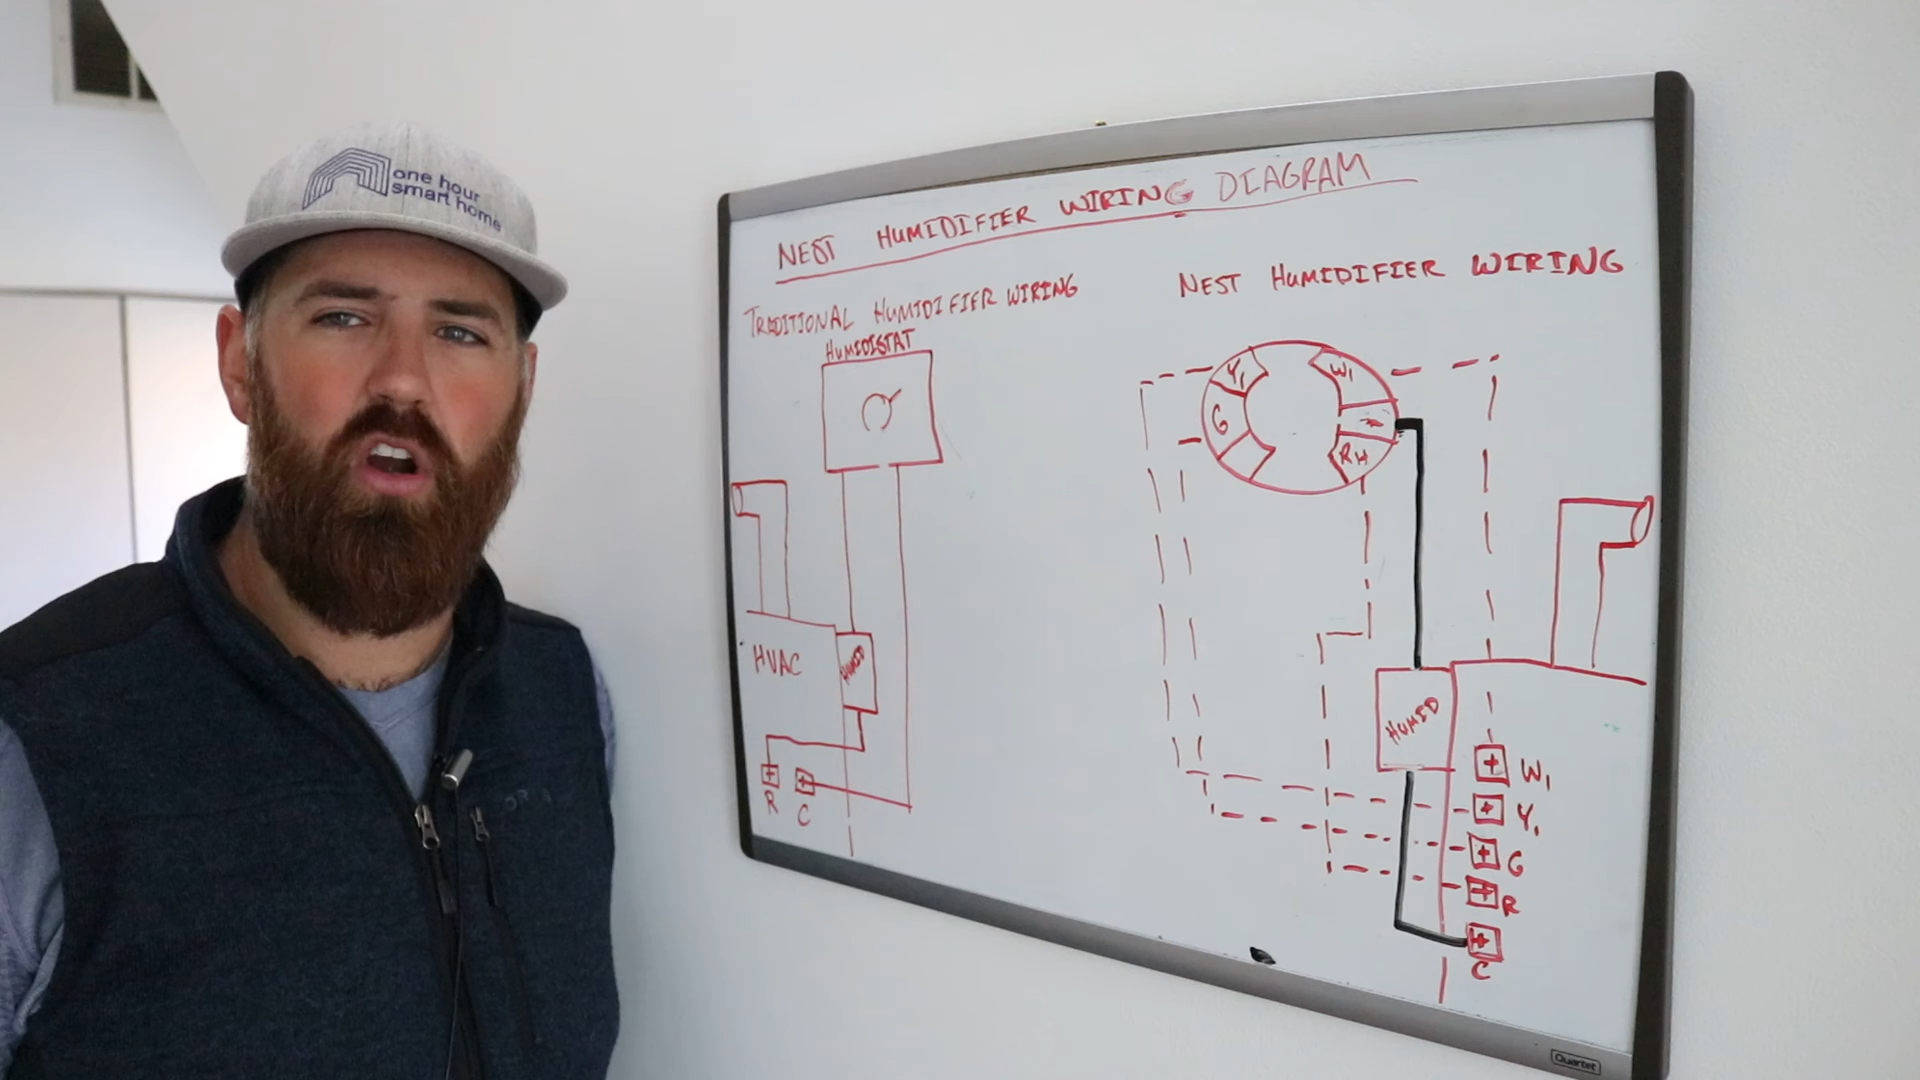 one hour
smart home
NEST HUMIDIFIER WIRING DIAGRAM
TRADITIONAL HUMIDIFIER WIRING
HUMIDISTAT
HVAC
HUMID
R
C
NEST HUMIDIFIER WIRING
Y1
W1
G
*
RH
HUMID
W1
Y1
G
R
C
Quartet